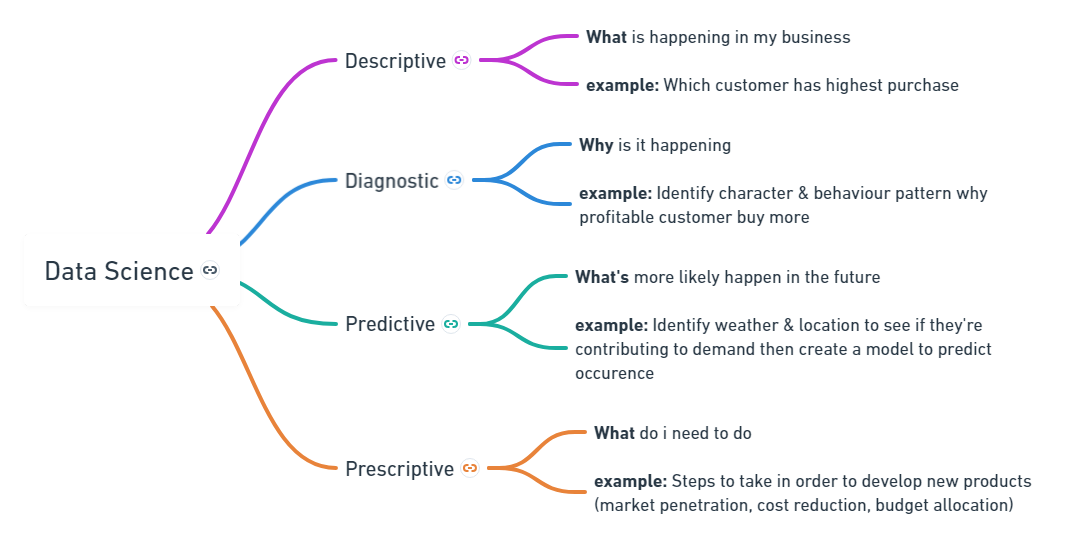 What is happening in my business
Descriptive
example: Which customer has highest purchase
Why is it happening
Diagnostic
example: Identify character & behaviour pattern why
profitable customer buy more
Data Science
What's more likely happen in the future
Predictive
example: Identify weather & location to see if they're
contributing to demand then create a model to predict
occurence
What do i need to do
Prescriptive
example: Steps to take in order to develop new products
(market penetration, cost reduction, budget allocation)